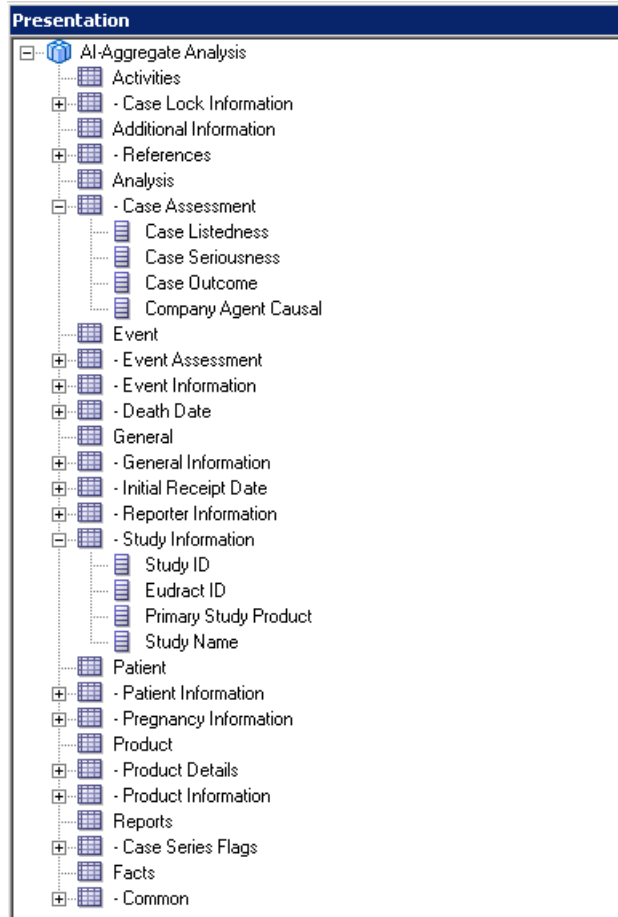 Presentation
AI-Aggregate Analysis
Activities
- Case Lock Information
Additional Information
- References
Analysis
- Case Assessment
Case Listedness
Case Seriousness
Case Outcome
Company Agent Causal
Event
- Event Assessment
- Event Information
- Death Date
General
- General Information
- Initial Receipt Date
- Reporter Information
- Study Information
Study ID
Eudract ID
Primary Study Product
Study Name
Patient
- Patient Information
- Pregnancy Information
Product
- Product Details
- Product Information
Reports
- Case Series Flags
Facts
- Common